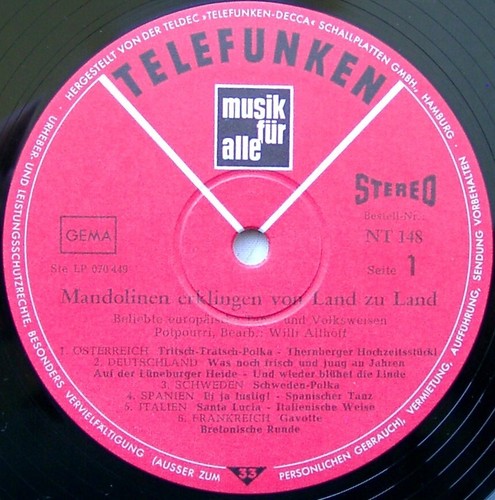 HERGESTELLT VON DER TELDEC »TELEFUNKEN-DECCA« SCHALLPLATTEN GMBH., HAMBURG
URHEBER- UND LEISTUNGSSCHUTZRECHTE, BESONDERS VERVIELFÄLTIGUNG (AUSSER ZUM PERSÖNLICHEN GEBRAUCH), VERMIETUNG, AUFFÜHRUNG, SENDUNG VORBEHALTEN
TELEFUNKEN
musik
für
alle
STEREO
Bestell-Nr.:
GEMA
NT 148
Ste LP 070 449
Seite 1
Mandolinen erklingen von Land zu Land
Beliebte und Volksweisen
Potpourri, Bearb.: Willi Althoff
1. ÖSTERREICH Tritsch-Tratsch-Polka - Thernberger Hochzeitsstückl
2. DEUTSCHLAND Was noch frisch und jung an Jahren
Auf der Lüneburger Heide - Und wieder blühet die Linde
3. SCHWEDEN Schweden-Polka
4. SPANIEN Ej ja lustig! - Spanischer Tanz
5. ITALIEN Santa Lucia - Italienische Weise
6. FRANKREICH Gavotte
Bretonische Runde
33